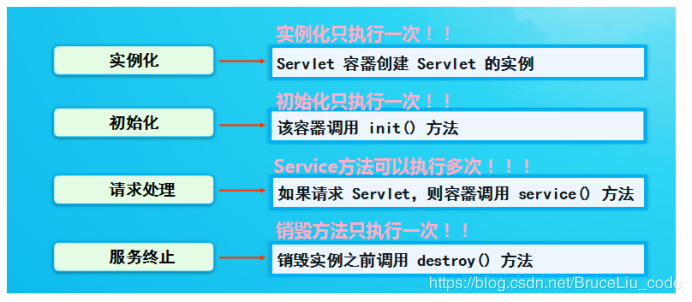 实例化只执行一次！！
实例化
Servlet 容器创建 Servlet 的实例
初始化只执行一次！！
初始化
该容器调用 init() 方法
Service方法可以执行多次！！！
请求处理
如果请求 Servlet，则容器调用 service() 方法
销毁方法只执行一次！！
服务终止
销毁实例之前调用 destroy() 方法
https://blog.csdn.net/BruceLiu_code